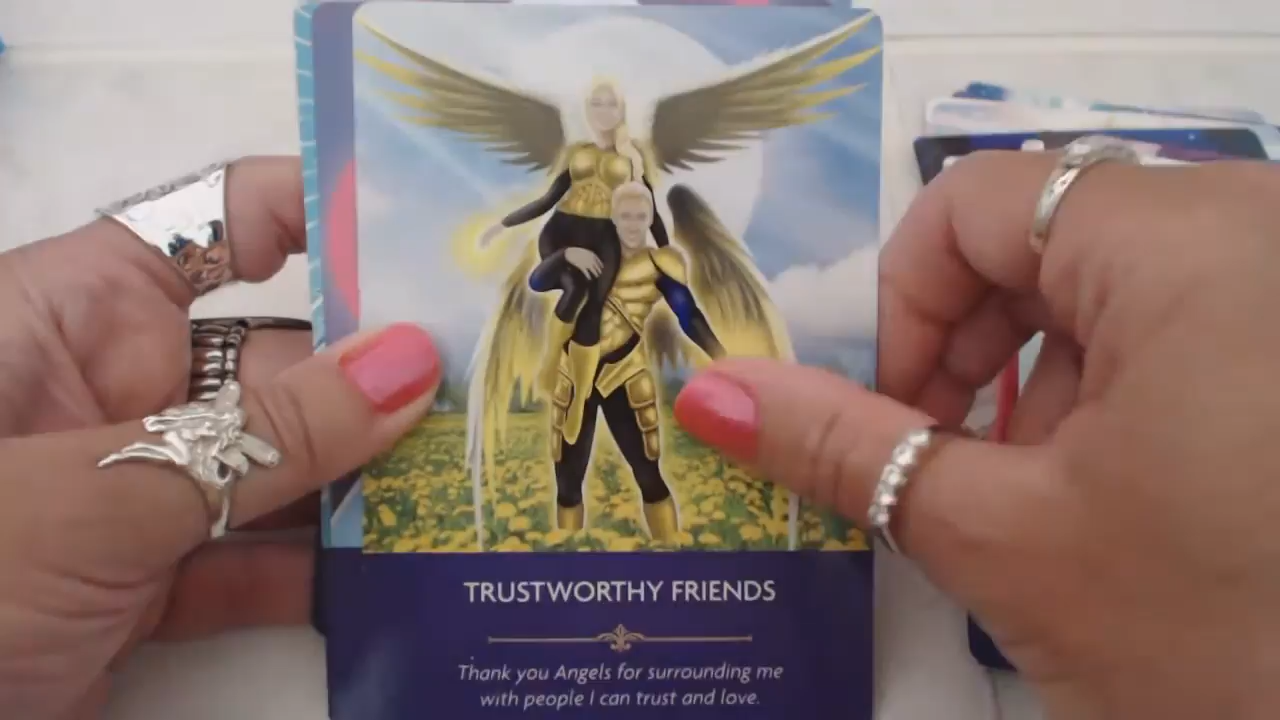 TRUSTWORTHY FRIENDS
Thank you Angels for surrounding me
with people I can trust and love.